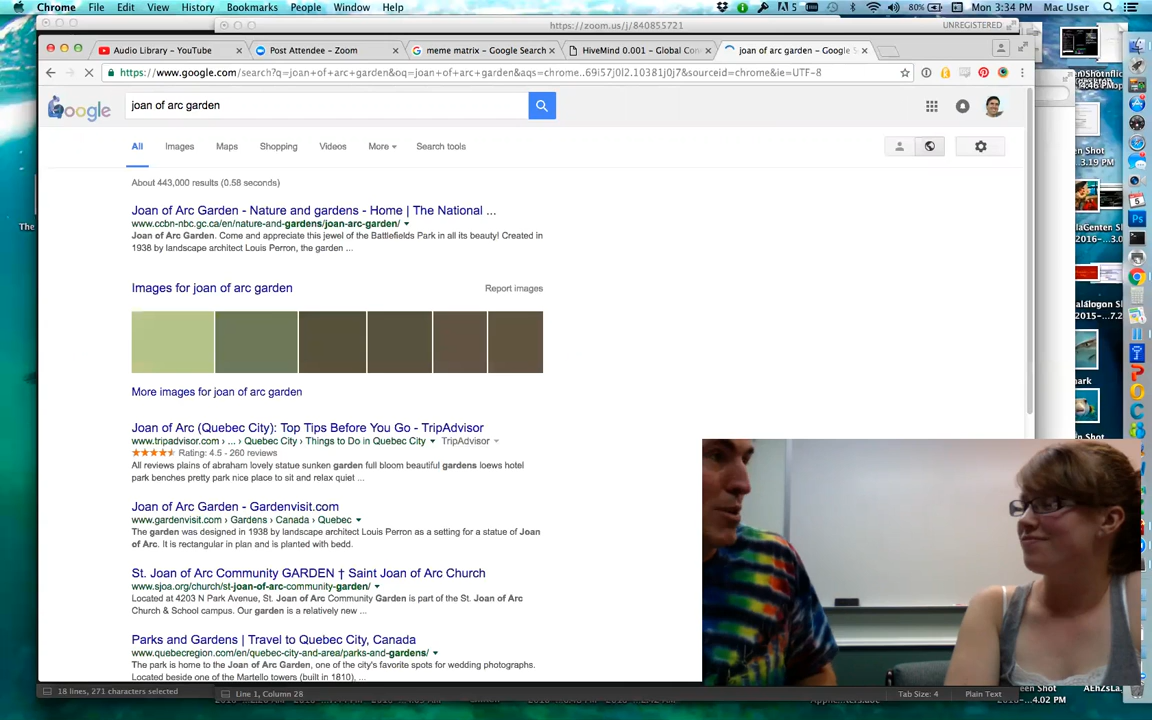 Chrome File Edit View History Bookmarks People Window Help
5 80% Mon 3:34 PM Mac User
https://zoom.us/j/840855721 UNREGISTERED
Audio Library - YouTube
Post Attendee - Zoom
meme matrix - Google Search
HiveMind 0.001 - Global Con
joan of arc garden - Google S
https://www.google.com/search?q=joan+of+arc+garden&oq=joan+of+arc+garden&aqs=chrome..69i57j0l2.10381j0j7&sourceid=chrome&ie=UTF-8
Google
joan of arc garden
All Images Maps Shopping Videos More Search tools
About 443,000 results (0.58 seconds)
Joan of Arc Garden - Nature and gardens - Home | The National ...
www.ccbn-nbc.gc.ca/en/nature-and-gardens/joan-arc-garden/
Joan of Arc Garden. Come and appreciate this jewel of the Battlefields Park in all its beauty! Created in
1938 by landscape architect Louis Perron, the garden ...
Images for joan of arc garden Report images
More images for joan of arc garden
Joan of Arc (Quebec City): Top Tips Before You Go - TripAdvisor
www.tripadvisor.com › ... › Quebec City › Things to Do in Quebec City TripAdvisor
Rating: 4.5 - 260 reviews
All reviews plains of abraham lovely statue sunken garden full bloom beautiful gardens loews hotel
park benches pretty park nice place to sit and relax quiet ...
Joan of Arc Garden - Gardenvisit.com
www.gardenvisit.com › Gardens › Canada › Quebec
The garden was designed in 1938 by landscape architect Louis Perron as a setting for a statue of Joan
of Arc. It is rectangular in plan and is planted with bedd.
St. Joan of Arc Community GARDEN † Saint Joan of Arc Church
www.sjoa.org/church/st-joan-of-arc-community-garden/
Located at 4203 N Park Avenue, St. Joan of Arc Community Garden is part of the St. Joan of Arc
Church & School campus. Our garden is a relatively new ...
Parks and Gardens | Travel to Quebec City, Canada
www.quebecregion.com/en/quebec-city-and-area/parks-and-gardens/
The park is home to the Joan of Arc Garden, one of the city's favorite spots for wedding photographs.
Located beside one of the Martello towers (built in 1810), ...
18 lines, 271 characters selected
Line 1, Column 28
Tab Size: 4 Plain Text
The
4:46 PM
3.19 PM
2016-...3.0
2015-...7.2
4.02 PM